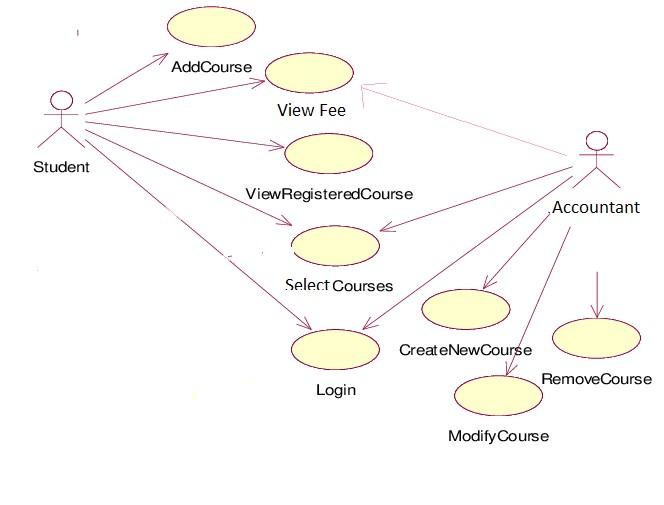 AddCourse
View Fee
Student
ViewRegisteredCourse
.Accountant
Select Courses
CreateNewCourse
RemoveCourse
Login
ModifyCourse